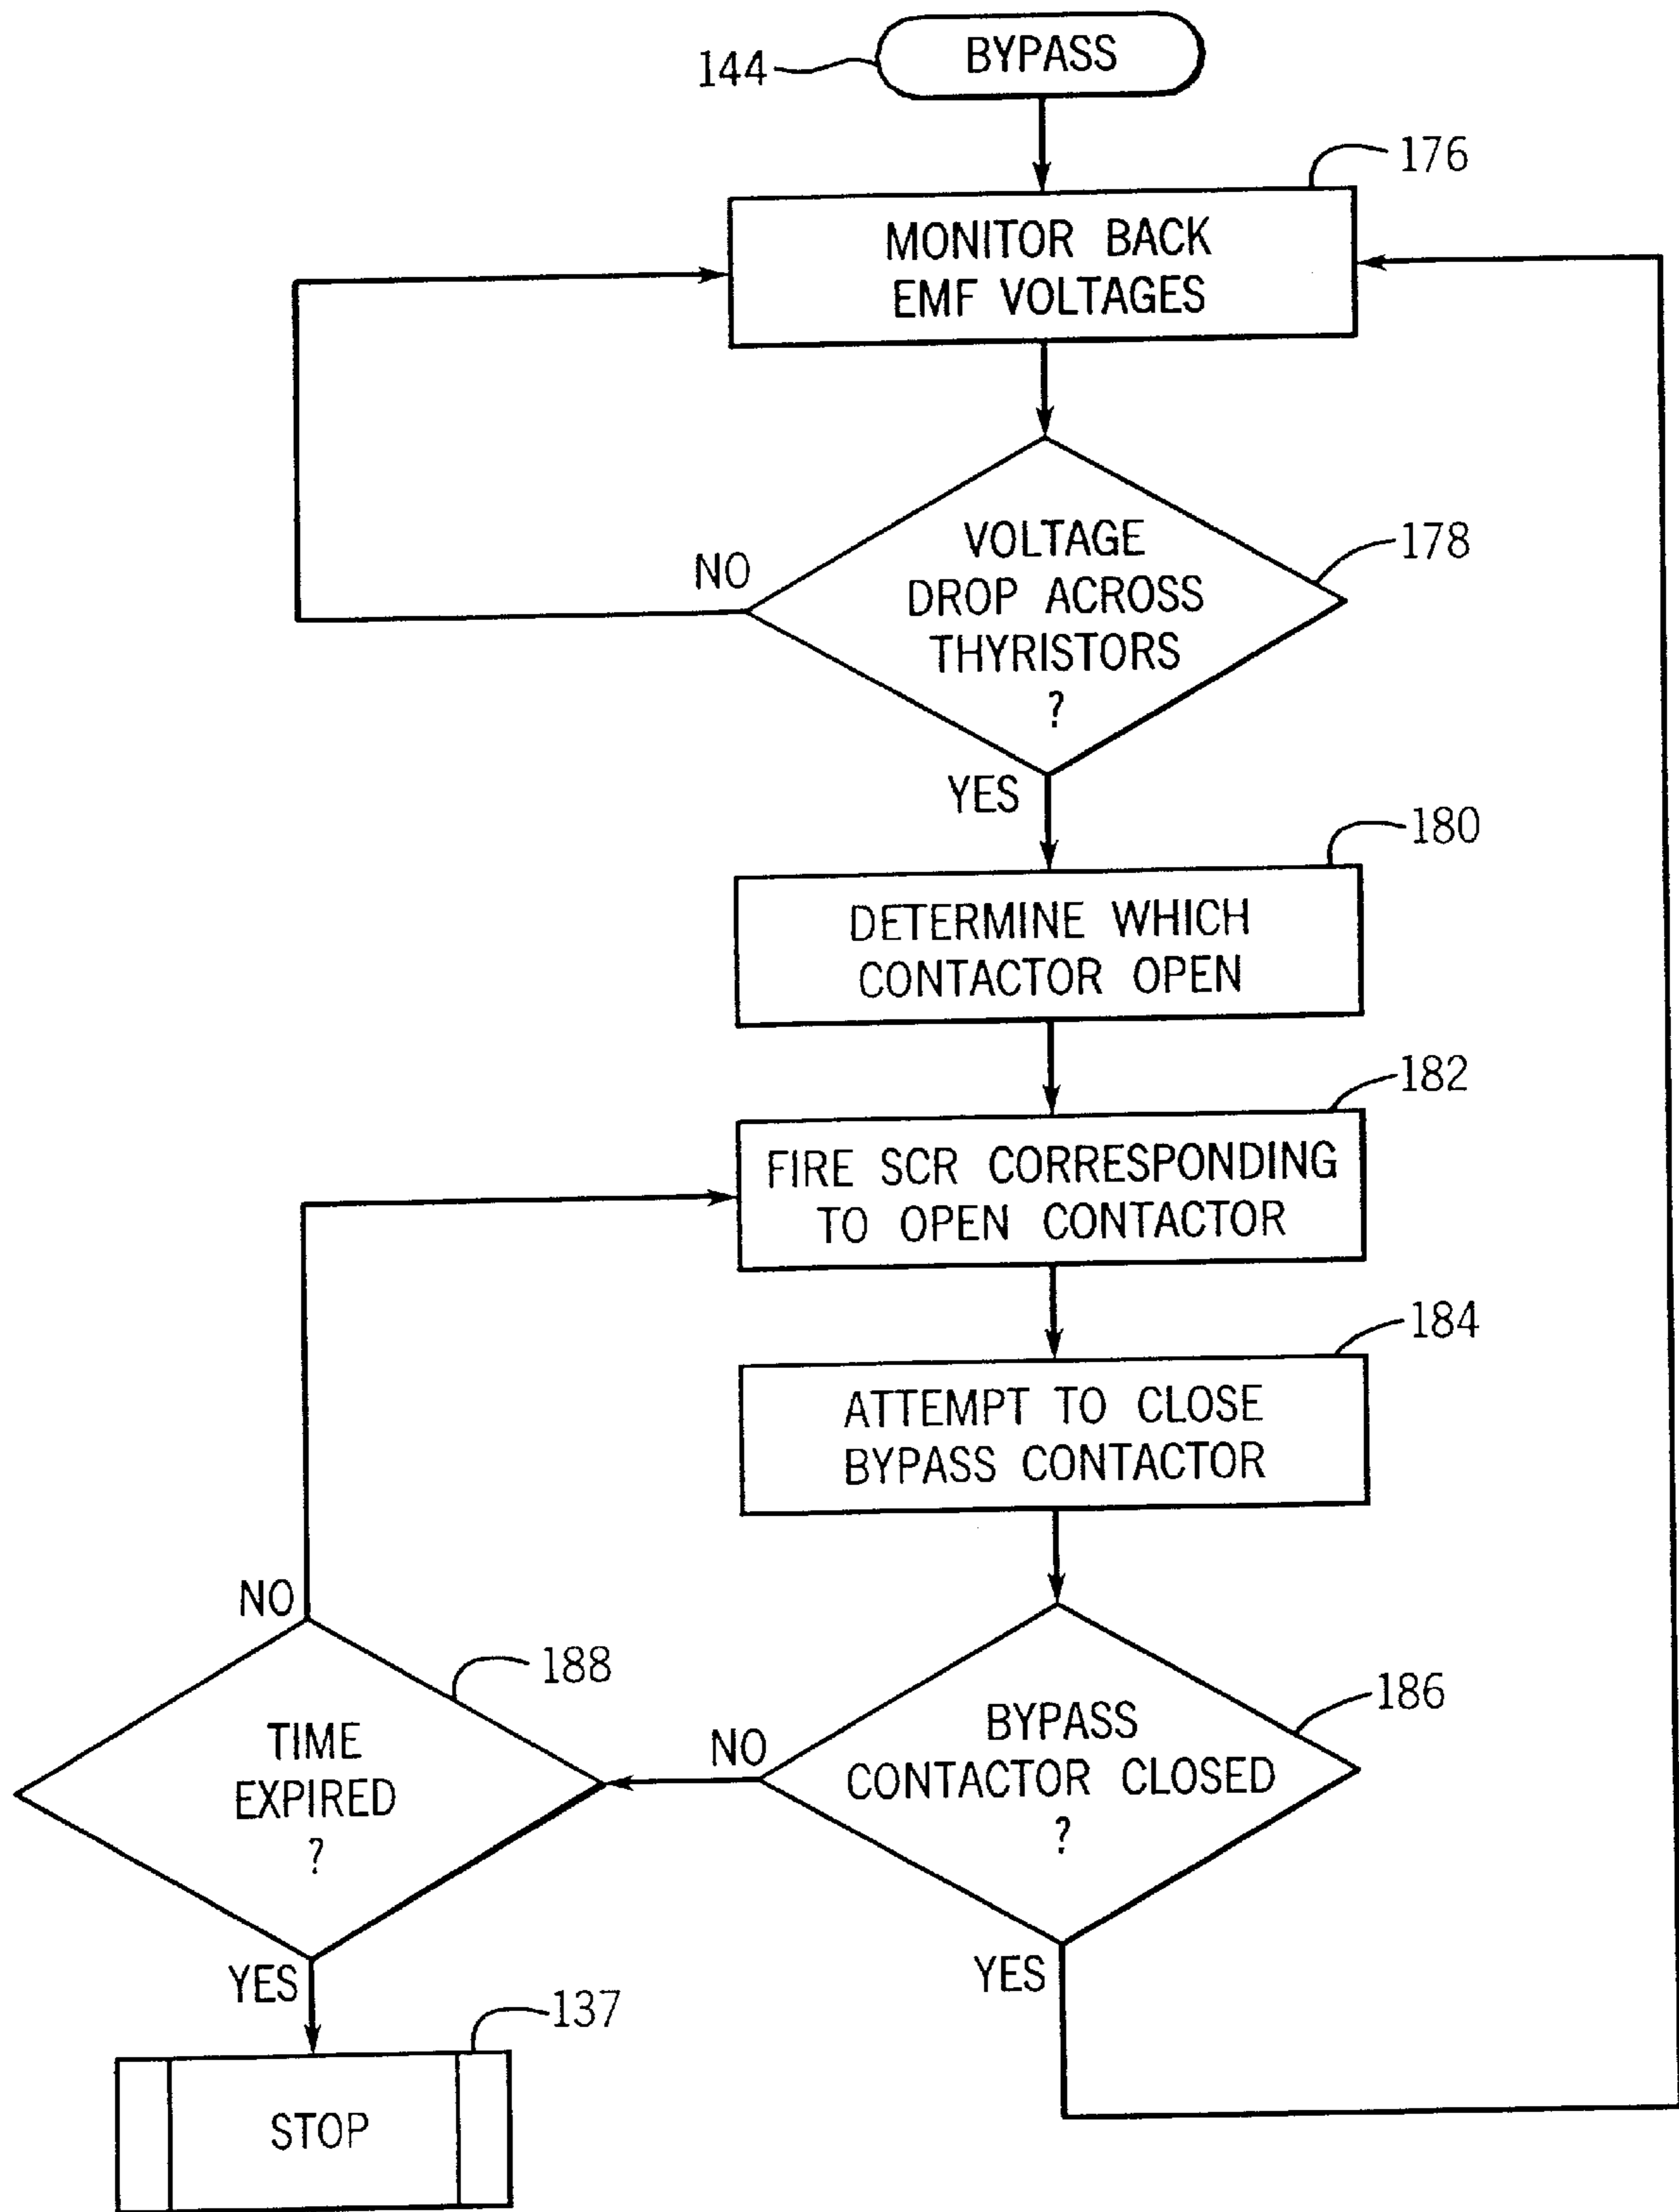 BYPASS
144
176
MONITOR BACK
EMF VOLTAGES
178
VOLTAGE
DROP ACROSS
THYRISTORS
?
NO
YES
180
DETERMINE WHICH
CONTACTOR OPEN
182
FIRE SCR CORRESPONDING
TO OPEN CONTACTOR
184
ATTEMPT TO CLOSE
BYPASS CONTACTOR
186
BYPASS
CONTACTOR CLOSED
?
NO
YES
188
TIME
EXPIRED
?
NO
YES
137
STOP